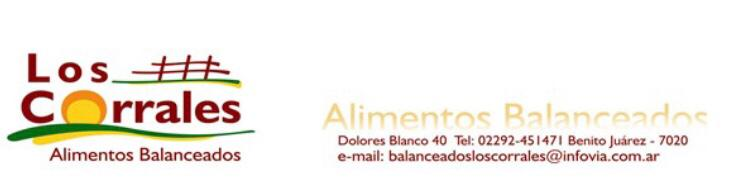 Los
Corrales
Alimentos Balanceados
Alimentos Balanceados
Dolores Blanco 40 Tel: 02292-451471 Benito Juárez - 7020
e-mail: balanceadosloscorrales@infovia.com.ar